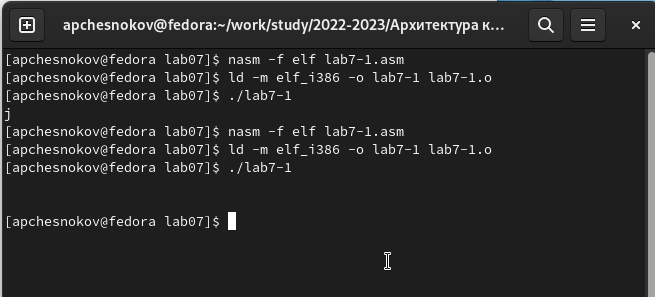 apchesnokov@fedora:~/work/study/2022-2023/Архитектура к...
[apchesnokov@fedora lab07]$ nasm -f elf lab7-1.asm
[apchesnokov@fedora lab07]$ ld -m elf_i386 -o lab7-1 lab7-1.o
[apchesnokov@fedora lab07]$ ./lab7-1
j
[apchesnokov@fedora lab07]$ nasm -f elf lab7-1.asm
[apchesnokov@fedora lab07]$ ld -m elf_i386 -o lab7-1 lab7-1.o
[apchesnokov@fedora lab07]$ ./lab7-1
[apchesnokov@fedora lab07]$